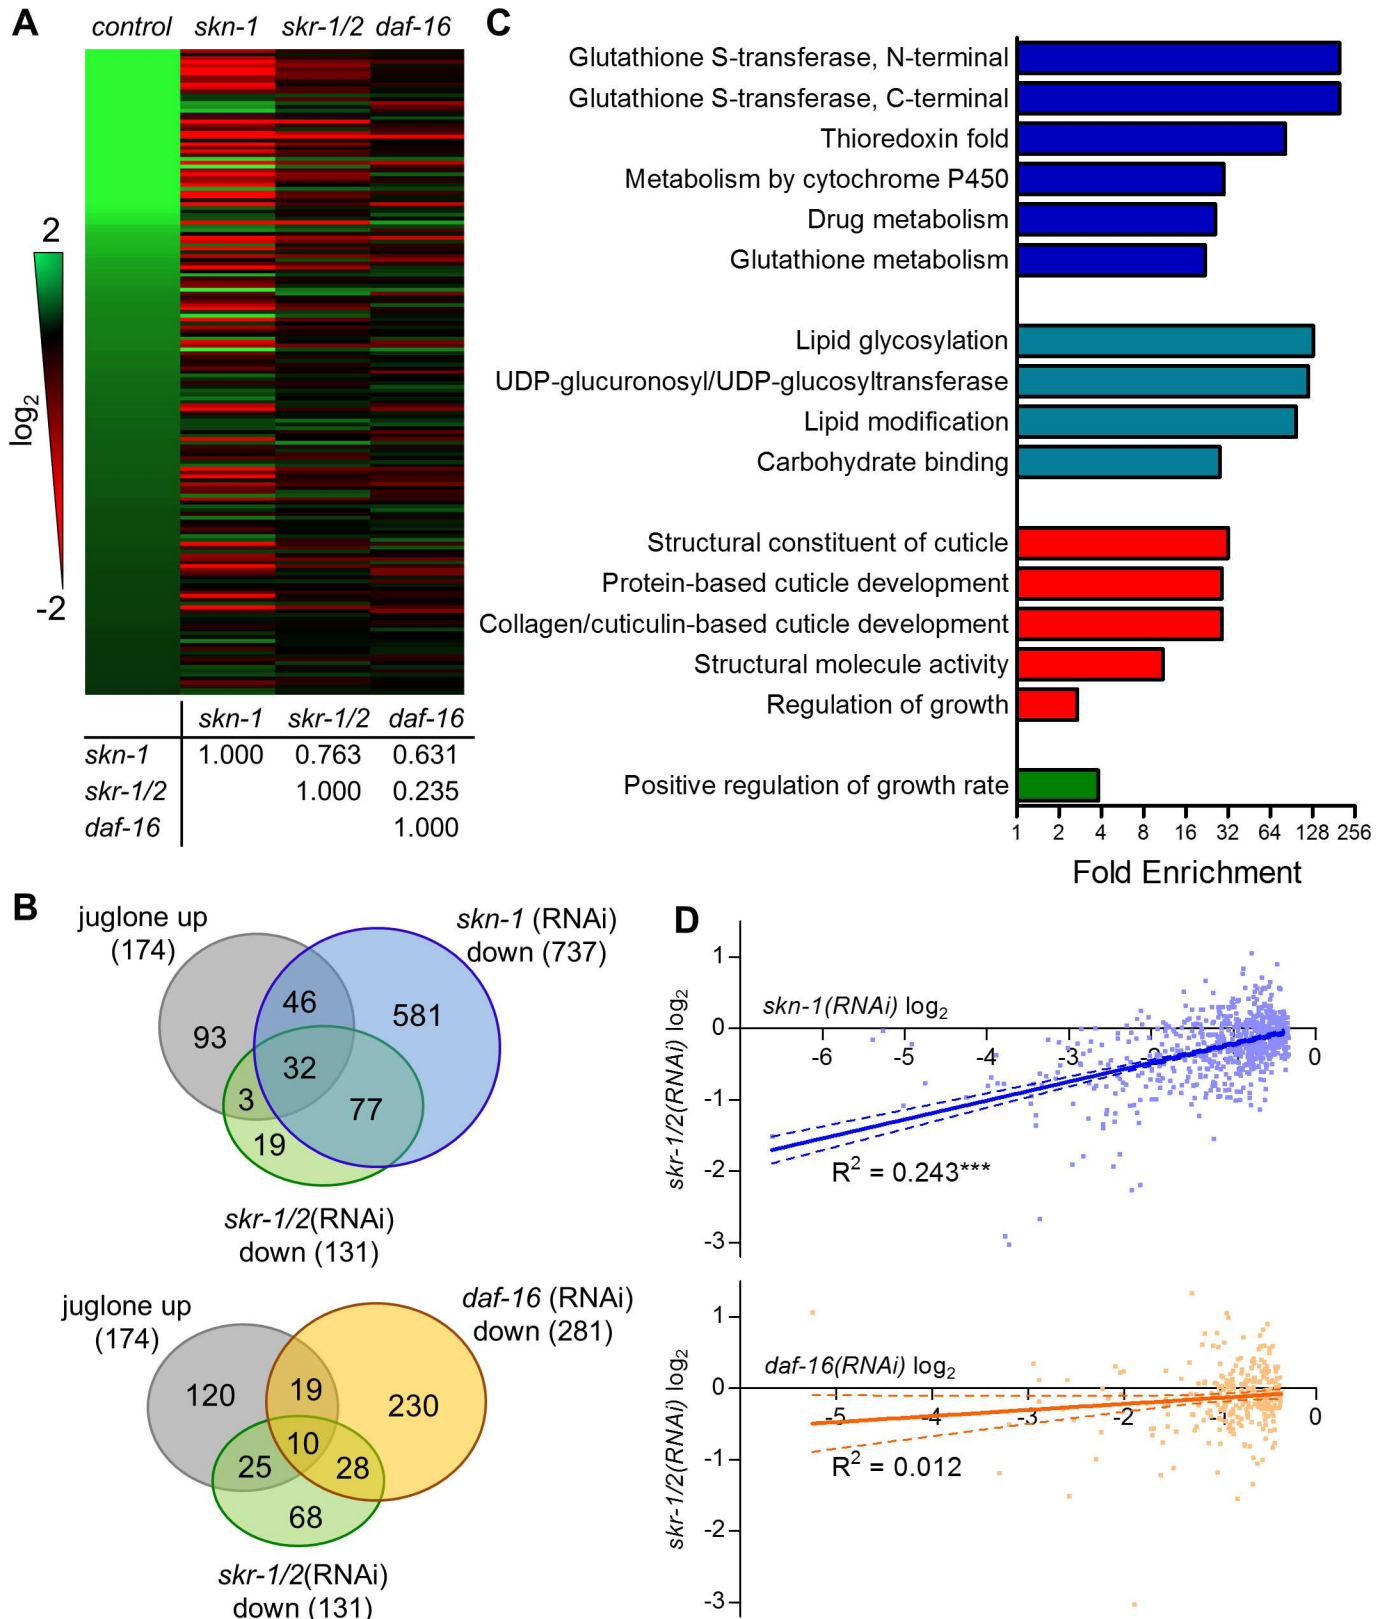 A
control skn-1 skr-1/2 daf-16
2
log2
-2
skn-1 skr-1/2 daf-16
skn-1 1.000 0.763 0.631
skr-1/2 1.000 0.235
daf-16 1.000
C
Glutathione S-transferase, N-terminal
Glutathione S-transferase, C-terminal
Thioredoxin fold
Metabolism by cytochrome P450
Drug metabolism
Glutathione metabolism
Lipid glycosylation
UDP-glucuronosyl/UDP-glucosyltransferase
Lipid modification
Carbohydrate binding
Structural constituent of cuticle
Protein-based cuticle development
Collagen/cuticulin-based cuticle development
Structural molecule activity
Regulation of growth
Positive regulation of growth rate
1 2 4 8 16 32 64 128 256
Fold Enrichment
B
juglone up
(174)
skn-1 (RNAi)
down (737)
46
581
93
32
3
77
19
skr-1/2(RNAi)
down (131)
juglone up
(174)
daf-16 (RNAi)
down (281)
120
19
230
10
25
28
68
skr-1/2(RNAi)
down (131)
D
1
0
-1
-2
-3
skr-1/2(RNAi) log2
skn-1(RNAi) log2
-6 -5 -4 -3 -2 -1 0
R2 = 0.243***
1
0
-1
-2
-3
skr-1/2(RNAi) log2
daf-16(RNAi) log2
-5 -4 -3 -2 -1 0
R2 = 0.012